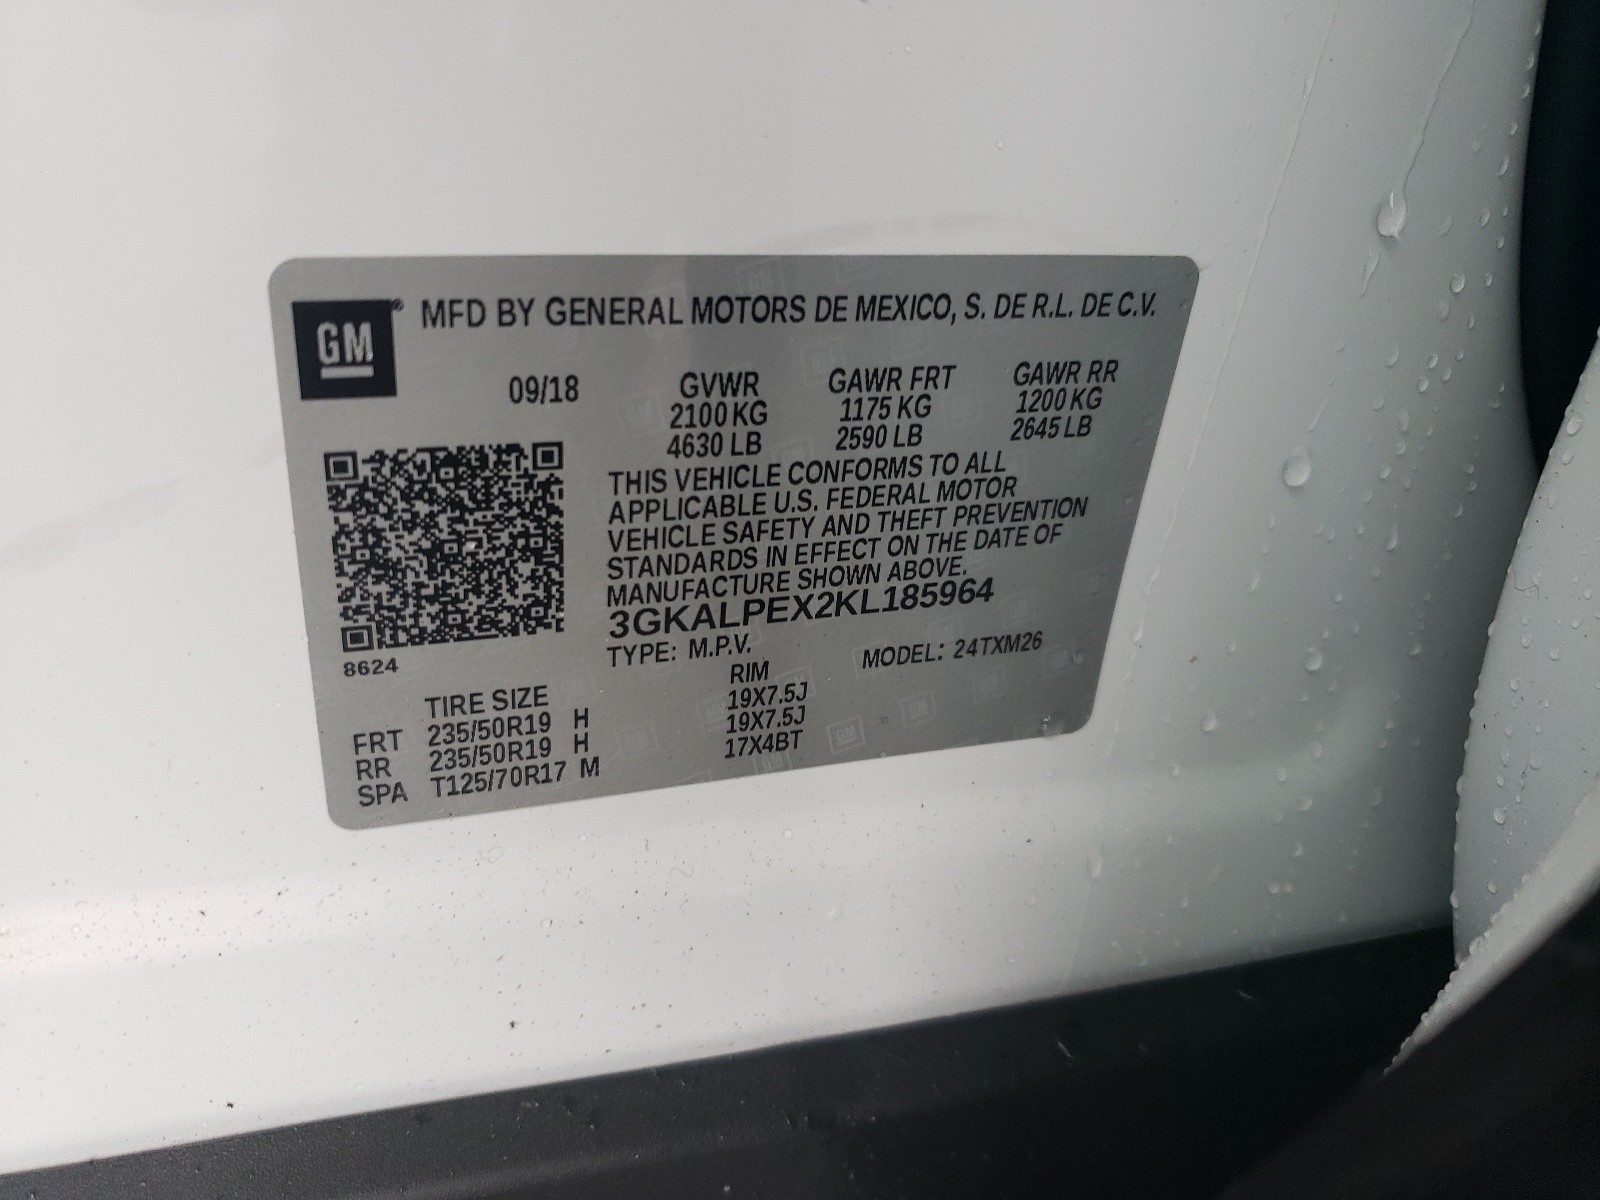 GM® MFD BY GENERAL MOTORS DE MEXICO, S. DE R.L. DE C.V.
09/18 GVWR GAWR FRT GAWR RR
2100 KG 1175 KG 1200 KG
4630 LB 2590 LB 2645 LB
THIS VEHICLE CONFORMS TO ALL
APPLICABLE U.S. FEDERAL MOTOR
VEHICLE SAFETY AND THEFT PREVENTION
STANDARDS IN EFFECT ON THE DATE OF
MANUFACTURE SHOWN ABOVE.
3GKALPEX2KL185964
8624
TYPE: M.P.V. MODEL: 24TXM26
TIRE SIZE RIM
FRT 235/50R19 H 19X7.5J
RR 235/50R19 H 19X7.5J
SPA T125/70R17 M 17X4BT